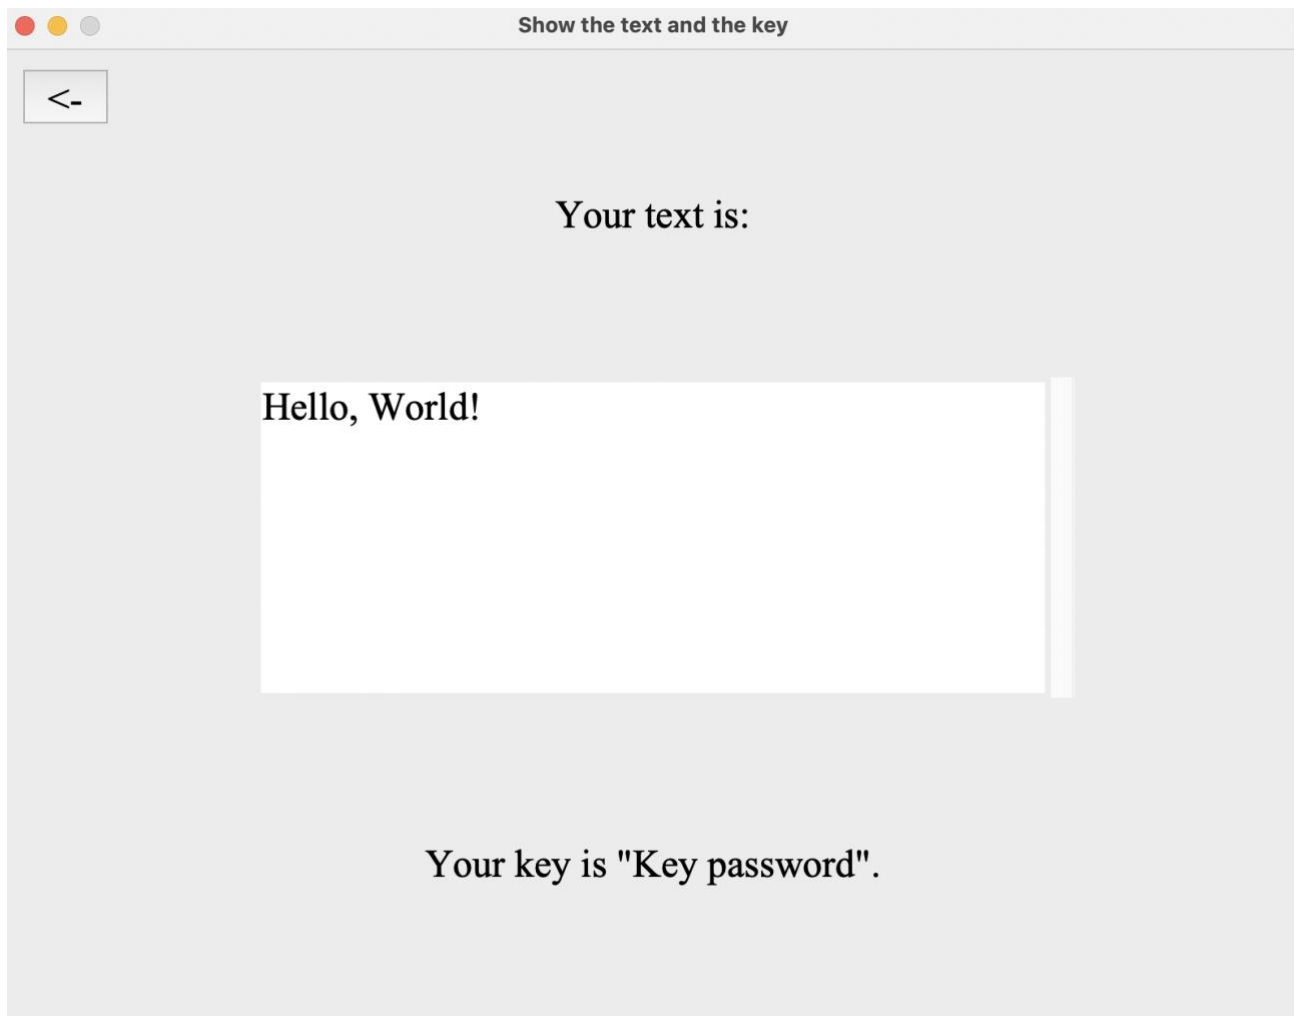 Show the text and the key
<-
Your text is:
Hello, World!
Your key is "Key password".